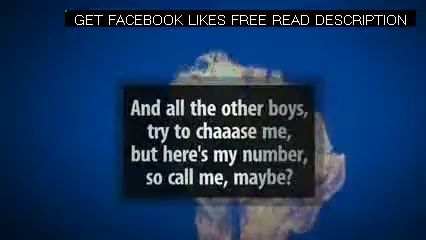 GET FACEBOOK LIKES FREE READ DESCRIPTION
And all the other boys,
try to chaaase me,
but here's my number,
so call me, maybe?